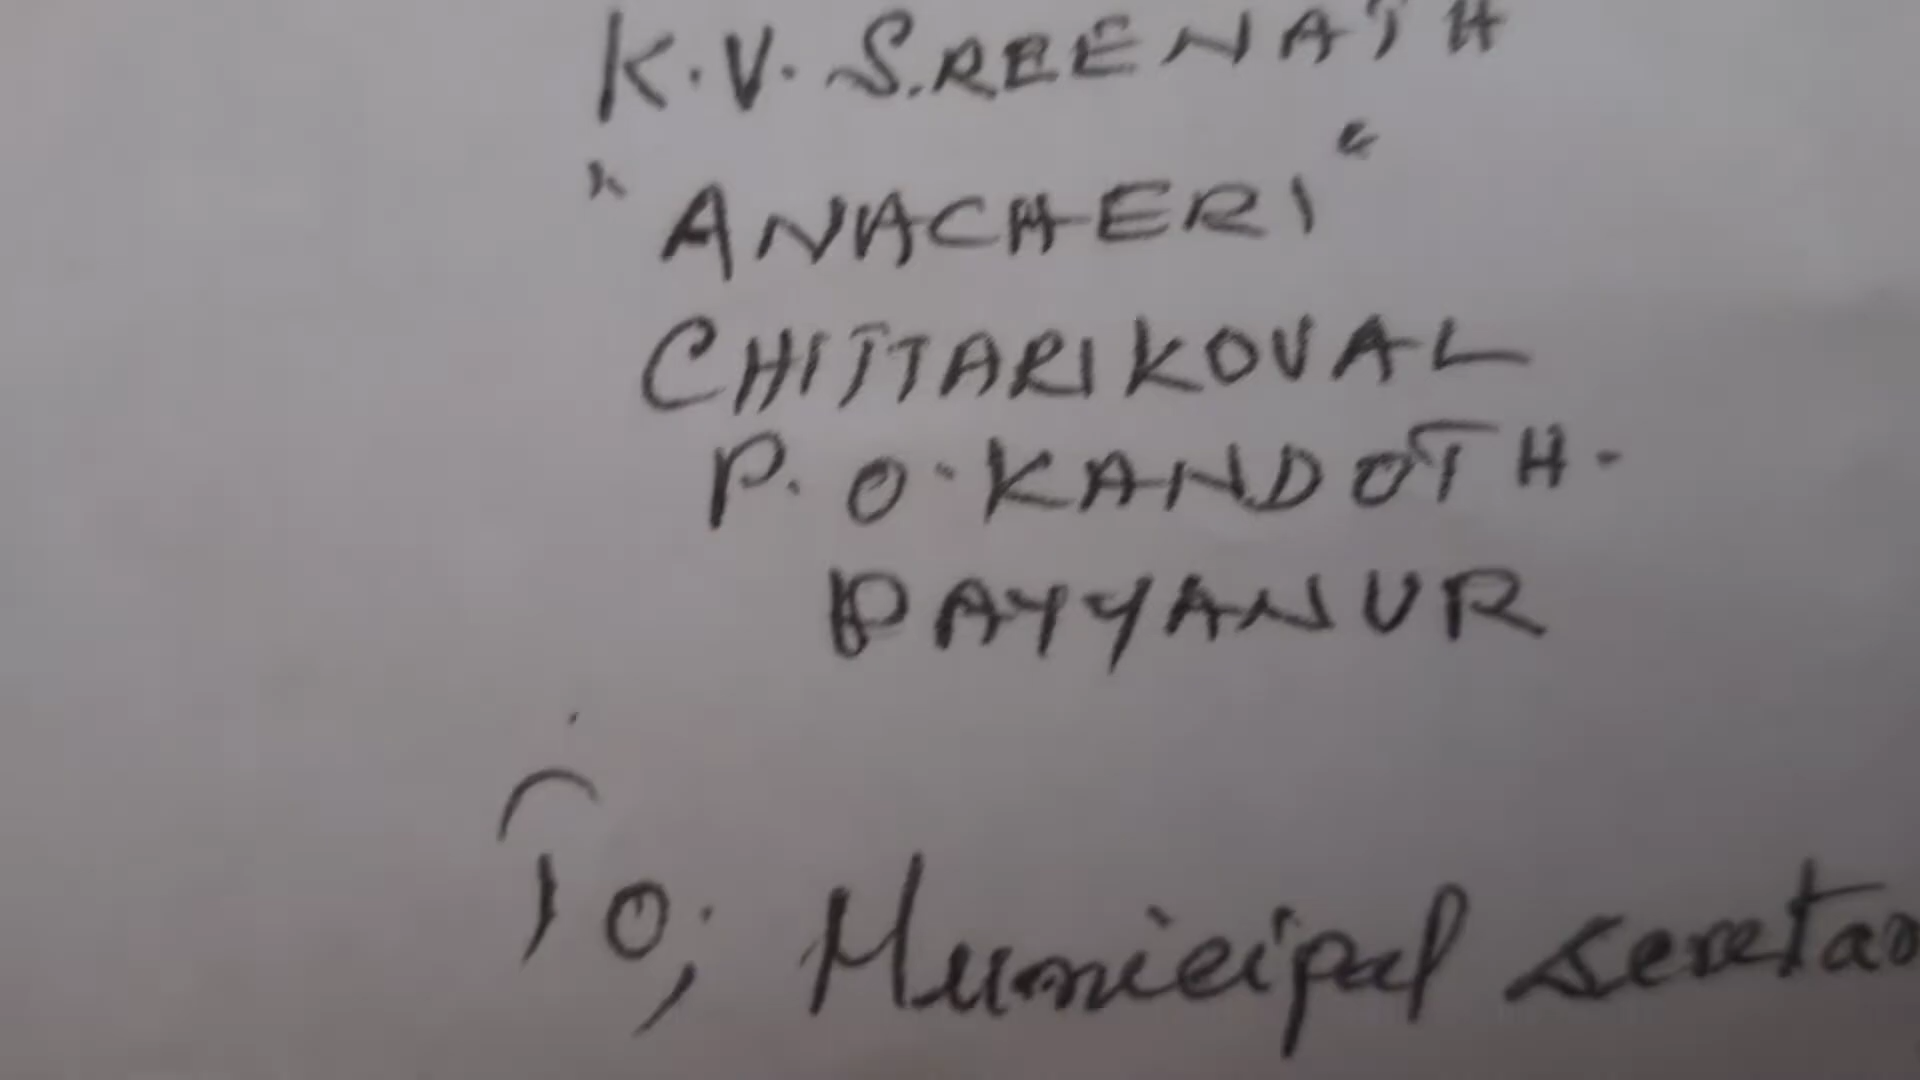 K.V. SREENATH
"ANACHERI"
CHITTARIKOVAL
P.O. KANDOTH.
PAYYANUR
To, Municipal